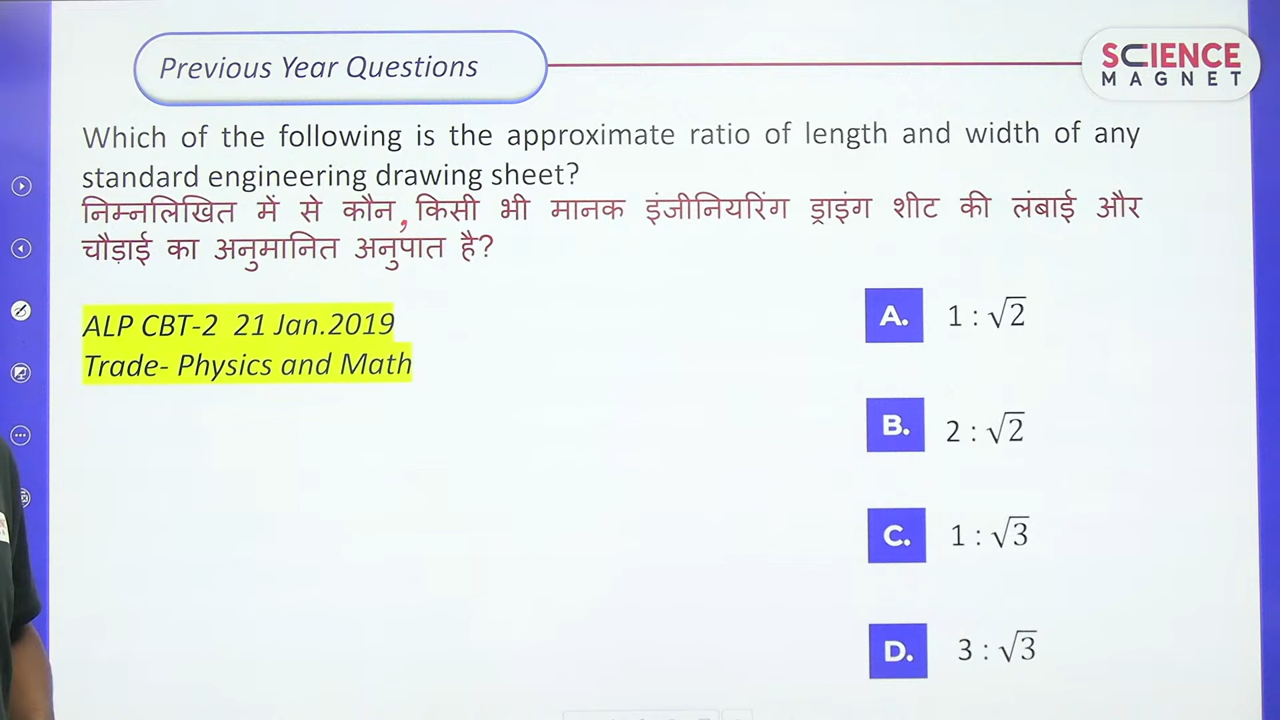 Previous Year Questions
SCIENCE
MAGNET
Which of the following is the approximate ratio of length and width of any
standard engineering drawing sheet?
निम्नलिखित में से कौन, किसी भी मानक इंजीनियरिंग ड्राइंग शीट की लंबाई और
चौड़ाई का अनुमानित अनुपात है?
ALP CBT-2 21 Jan.2019
Trade- Physics and Math
A. 1 : √2
B. 2 : √2
C. 1 : √3
D. 3 : √3